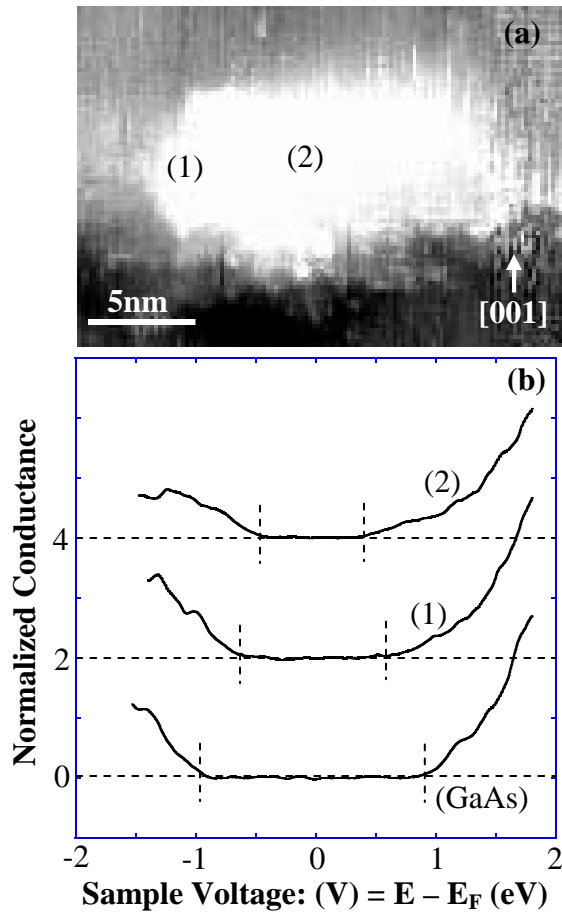 (a)
(1) (2)
5nm
[001]
(b)
Normalized Conductance
4
2
0
(2)
(1)
(GaAs)
-2 -1 0 1 2
Sample Voltage: (V) = E – E_F (eV)